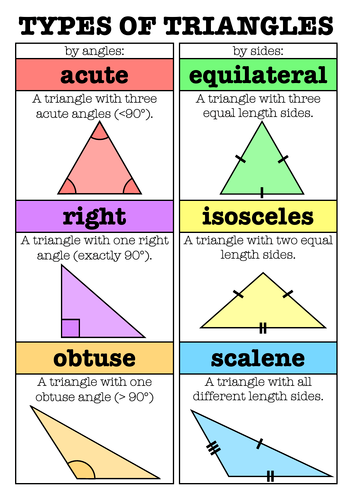 TYPES OF TRIANGLES
by angles:
acute
A triangle with three
acute angles (<90°).
right
A triangle with one right
angle (exactly 90°).
obtuse
A triangle with one
obtuse angle (> 90°)
by sides:
equilateral
A triangle with three
equal length sides.
isosceles
A triangle with two equal
length sides.
scalene
A triangle with all
different length sides.